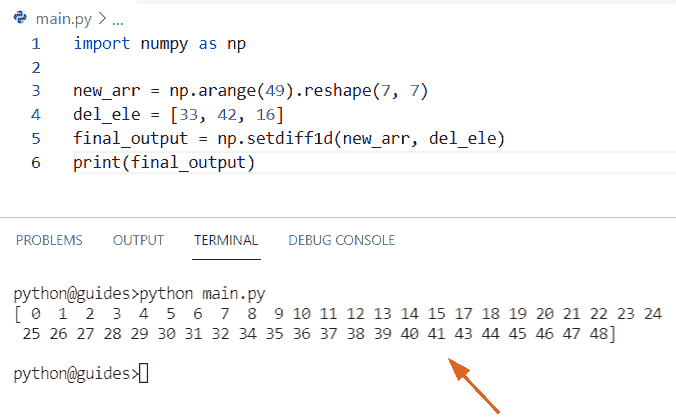 main.py > ...
1 import numpy as np
2
3 new_arr = np.arange(49).reshape(7, 7)
4 del_ele = [33, 42, 16]
5 final_output = np.setdiff1d(new_arr, del_ele)
6 print(final_output)
PROBLEMS OUTPUT TERMINAL DEBUG CONSOLE
python@guides>python main.py
[ 0  1  2  3  4  5  6  7  8  9 10 11 12 13 14 15 17 18 19 20 21 22 23 24
 25 26 27 28 29 30 31 32 34 35 36 37 38 39 40 41 43 44 45 46 47 48]
python@guides>